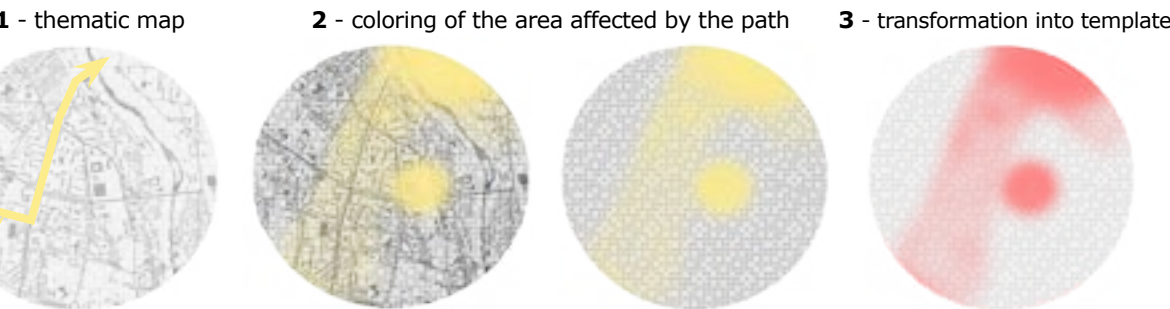 1 - thematic map
2 - coloring of the area affected by the path
3 - transformation into template